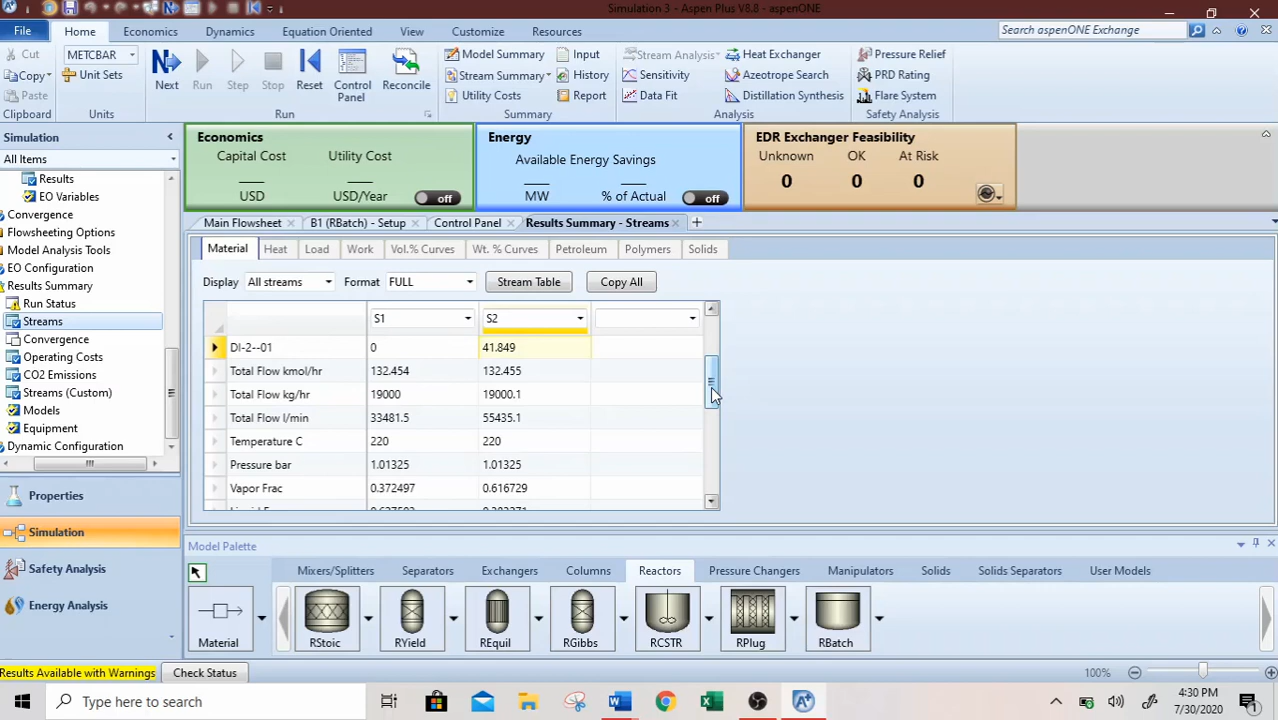 Simulation 3 - Aspen Plus V8.8 - aspenONE
File Home Economics Dynamics Equation Oriented View Customize Resources Search aspenONE Exchange
Cut METCBAR Model Summary Input Stream Analysis Heat Exchanger Pressure Relief
Copy Unit Sets Next Run Step Stop Reset Control Panel Reconcile Stream Summary History Sensitivity Azeotrope Search PRD Rating
Paste Utility Costs Report Data Fit Distillation Synthesis Flare System
Clipboard Units Run Summary Analysis Safety Analysis
Simulation
All Items
Results
EO Variables
Convergence
Flowsheeting Options
Model Analysis Tools
EO Configuration
Results Summary
Run Status
Streams
Convergence
Operating Costs
CO2 Emissions
Streams (Custom)
Models
Equipment
Dynamic Configuration
Properties
Simulation
Safety Analysis
Energy Analysis
Economics Energy EDR Exchanger Feasibility
Capital Cost Utility Cost Available Energy Savings Unknown OK At Risk
0 0 0
USD USD/Year off MW % of Actual off
Main Flowsheet B1 (RBatch) - Setup Control Panel Results Summary - Streams
Material Heat Load Work Vol.% Curves Wt. % Curves Petroleum Polymers Solids
Display All streams Format FULL Stream Table Copy All
S1 S2
DI-2--01 0 41.849
Total Flow kmol/hr 132.454 132.455
Total Flow kg/hr 19000 19000.1
Total Flow l/min 33481.5 55435.1
Temperature C 220 220
Pressure bar 1.01325 1.01325
Vapor Frac 0.372497 0.616729
Model Palette
Mixers/Splitters Separators Exchangers Columns Reactors Pressure Changers Manipulators Solids Solids Separators User Models
Material RStoic RYield REquil RGibbs RCSTR RPlug RBatch
Results Available with Warnings Check Status 100%
Type here to search
4:30 PM
7/30/2020